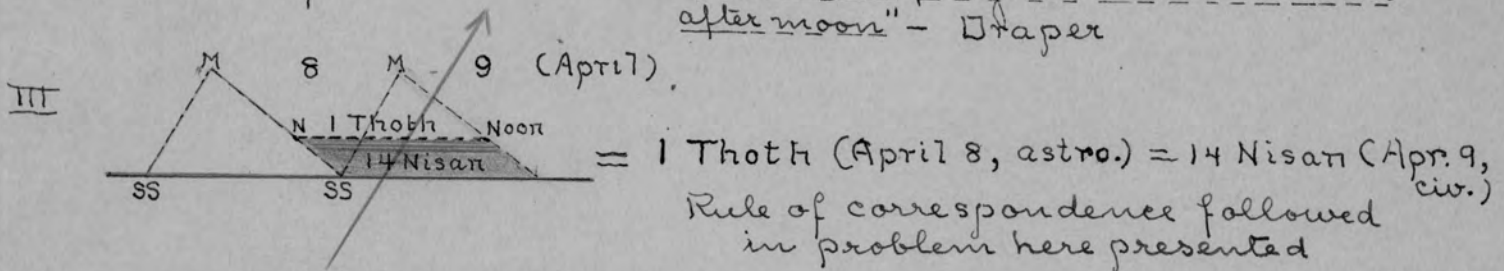 after moon" – Draper
III M 8 M 9 (April)
N 1 Thoth Noon
14 Nisan = 1 Thoth (April 8, astro.) = 14 Nisan (Apr. 9, civ.)
SS SS
Rule of correspondence followed
in problem here presented